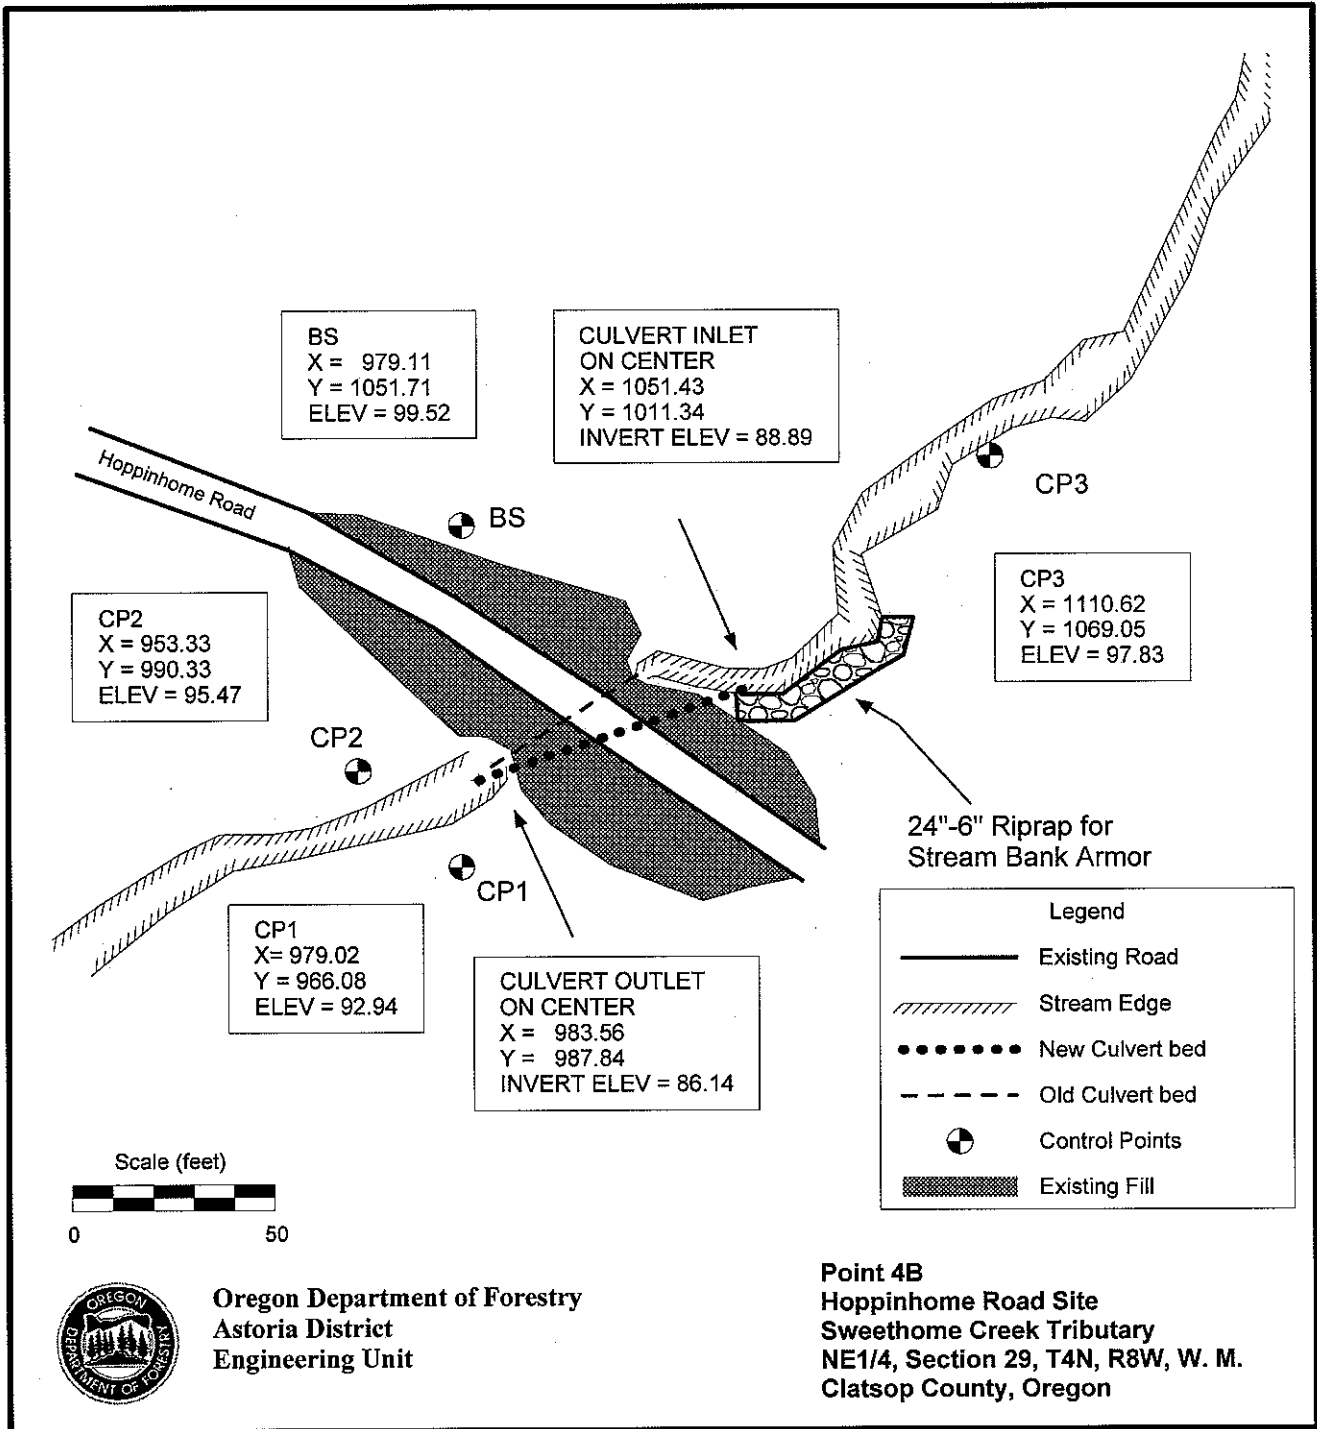 BS
X = 979.11
Y = 1051.71
ELEV = 99.52
CULVERT INLET
ON CENTER
X = 1051.43
Y = 1011.34
INVERT ELEV = 88.89
Hoppinhome Road
BS
CP3
CP3
X = 1110.62
Y = 1069.05
ELEV = 97.83
CP2
X = 953.33
Y = 990.33
ELEV = 95.47
CP2
24"-6" Riprap for
Stream Bank Armor
CP1
CP1
X= 979.02
Y = 966.08
ELEV = 92.94
CULVERT OUTLET
ON CENTER
X = 983.56
Y = 987.84
INVERT ELEV = 86.14
Legend
Existing Road
Stream Edge
New Culvert bed
Old Culvert bed
Control Points
Existing Fill
Scale (feet)
0 50
OREGON
DEPARTMENT OF FORESTRY
Oregon Department of Forestry
Astoria District
Engineering Unit
Point 4B
Hoppinhome Road Site
Sweethome Creek Tributary
NE1/4, Section 29, T4N, R8W, W. M.
Clatsop County, Oregon